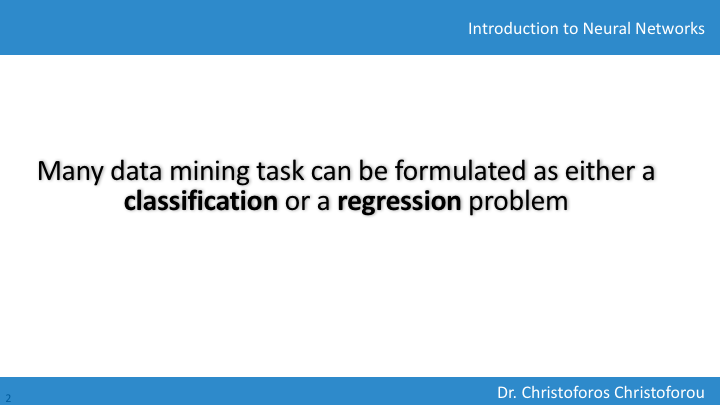 Introduction to Neural Networks
Many data mining task can be formulated as either a
classification or a regression problem
2
Dr. Christoforos Christoforou